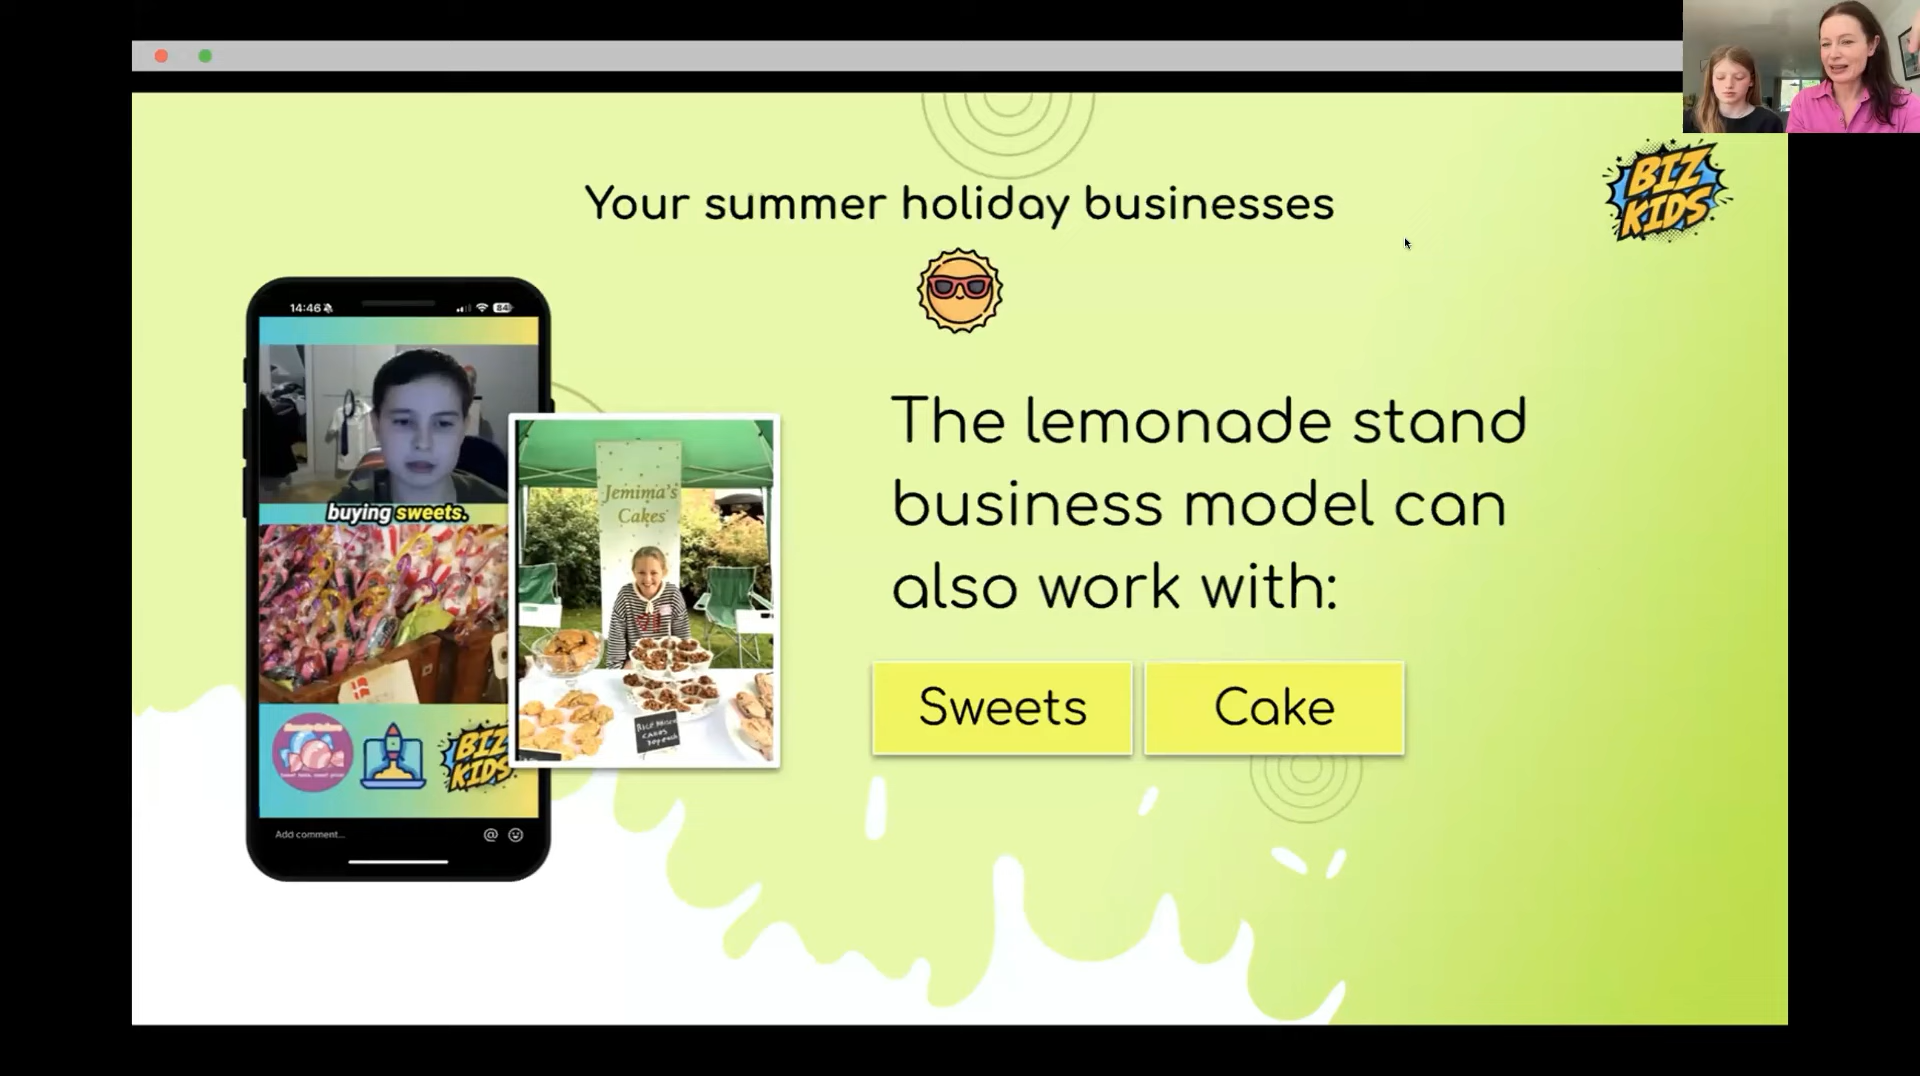 BIZ
KIDS
Your summer holiday businesses
14:46
84
buying sweets.
BIZ
KIDS
Add comment...
@
Jemima's
Cakes
The lemonade stand
business model can
also work with:
Sweets
Cake